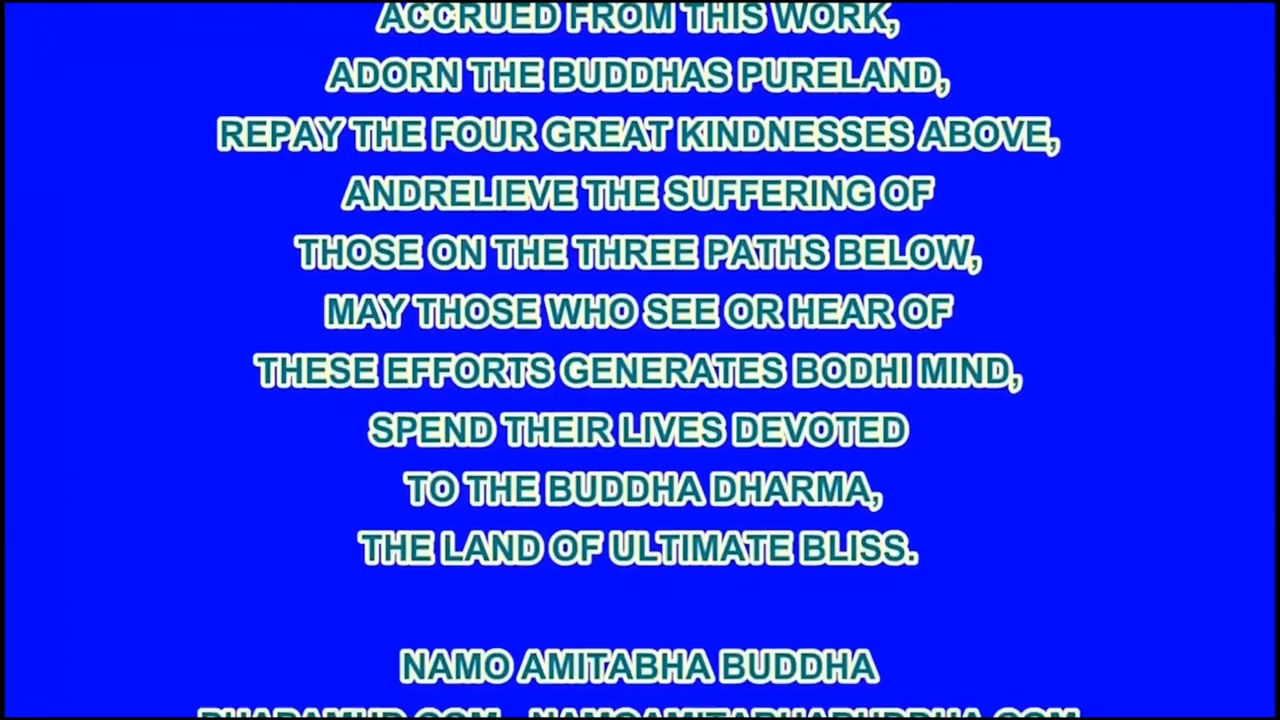 ACCRUED FROM THIS WORK,
ADORN THE BUDDHAS PURELAND,
REPAY THE FOUR GREAT KINDNESSES ABOVE,
ANDRELIEVE THE SUFFERING OF
THOSE ON THE THREE PATHS BELOW,
MAY THOSE WHO SEE OR HEAR OF
THESE EFFORTS GENERATES BODHI MIND,
SPEND THEIR LIVES DEVOTED
TO THE BUDDHA DHARMA,
THE LAND OF ULTIMATE BLISS.
NAMO AMITABHA BUDDHA